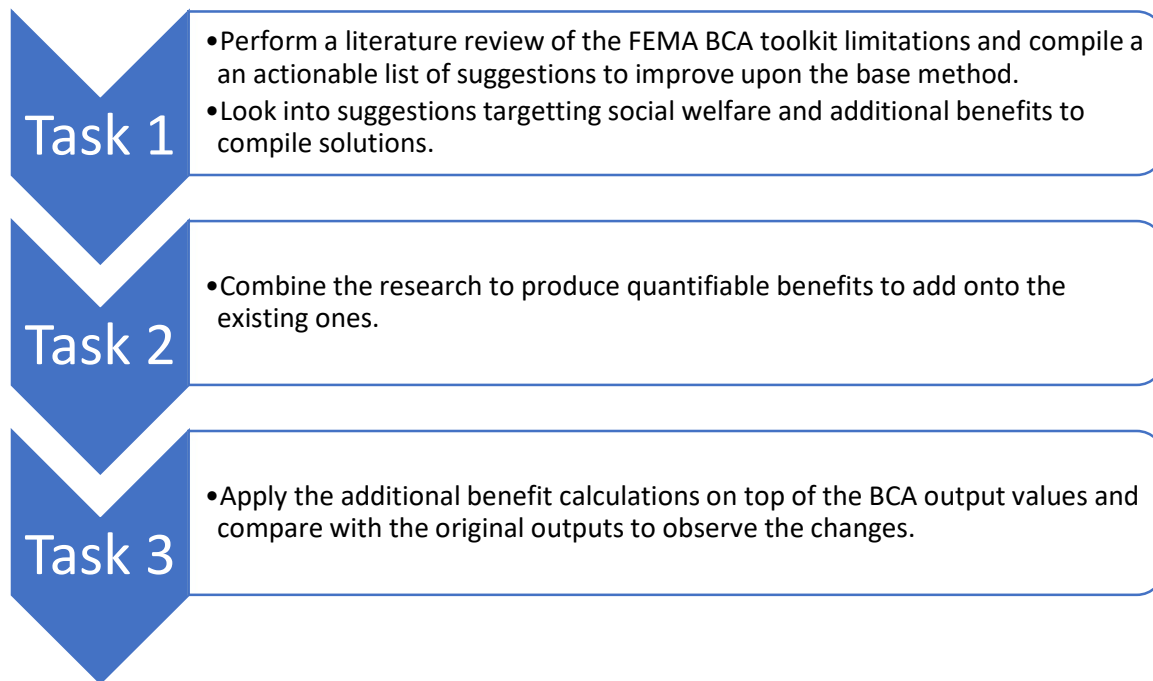 Task 1
•Perform a literature review of the FEMA BCA toolkit limitations and compile a
an actionable list of suggestions to improve upon the base method.
•Look into suggestions targetting social welfare and additional benefits to
compile solutions.
Task 2
•Combine the research to produce quantifiable benefits to add onto the
existing ones.
Task 3
•Apply the additional benefit calculations on top of the BCA output values and
compare with the original outputs to observe the changes.